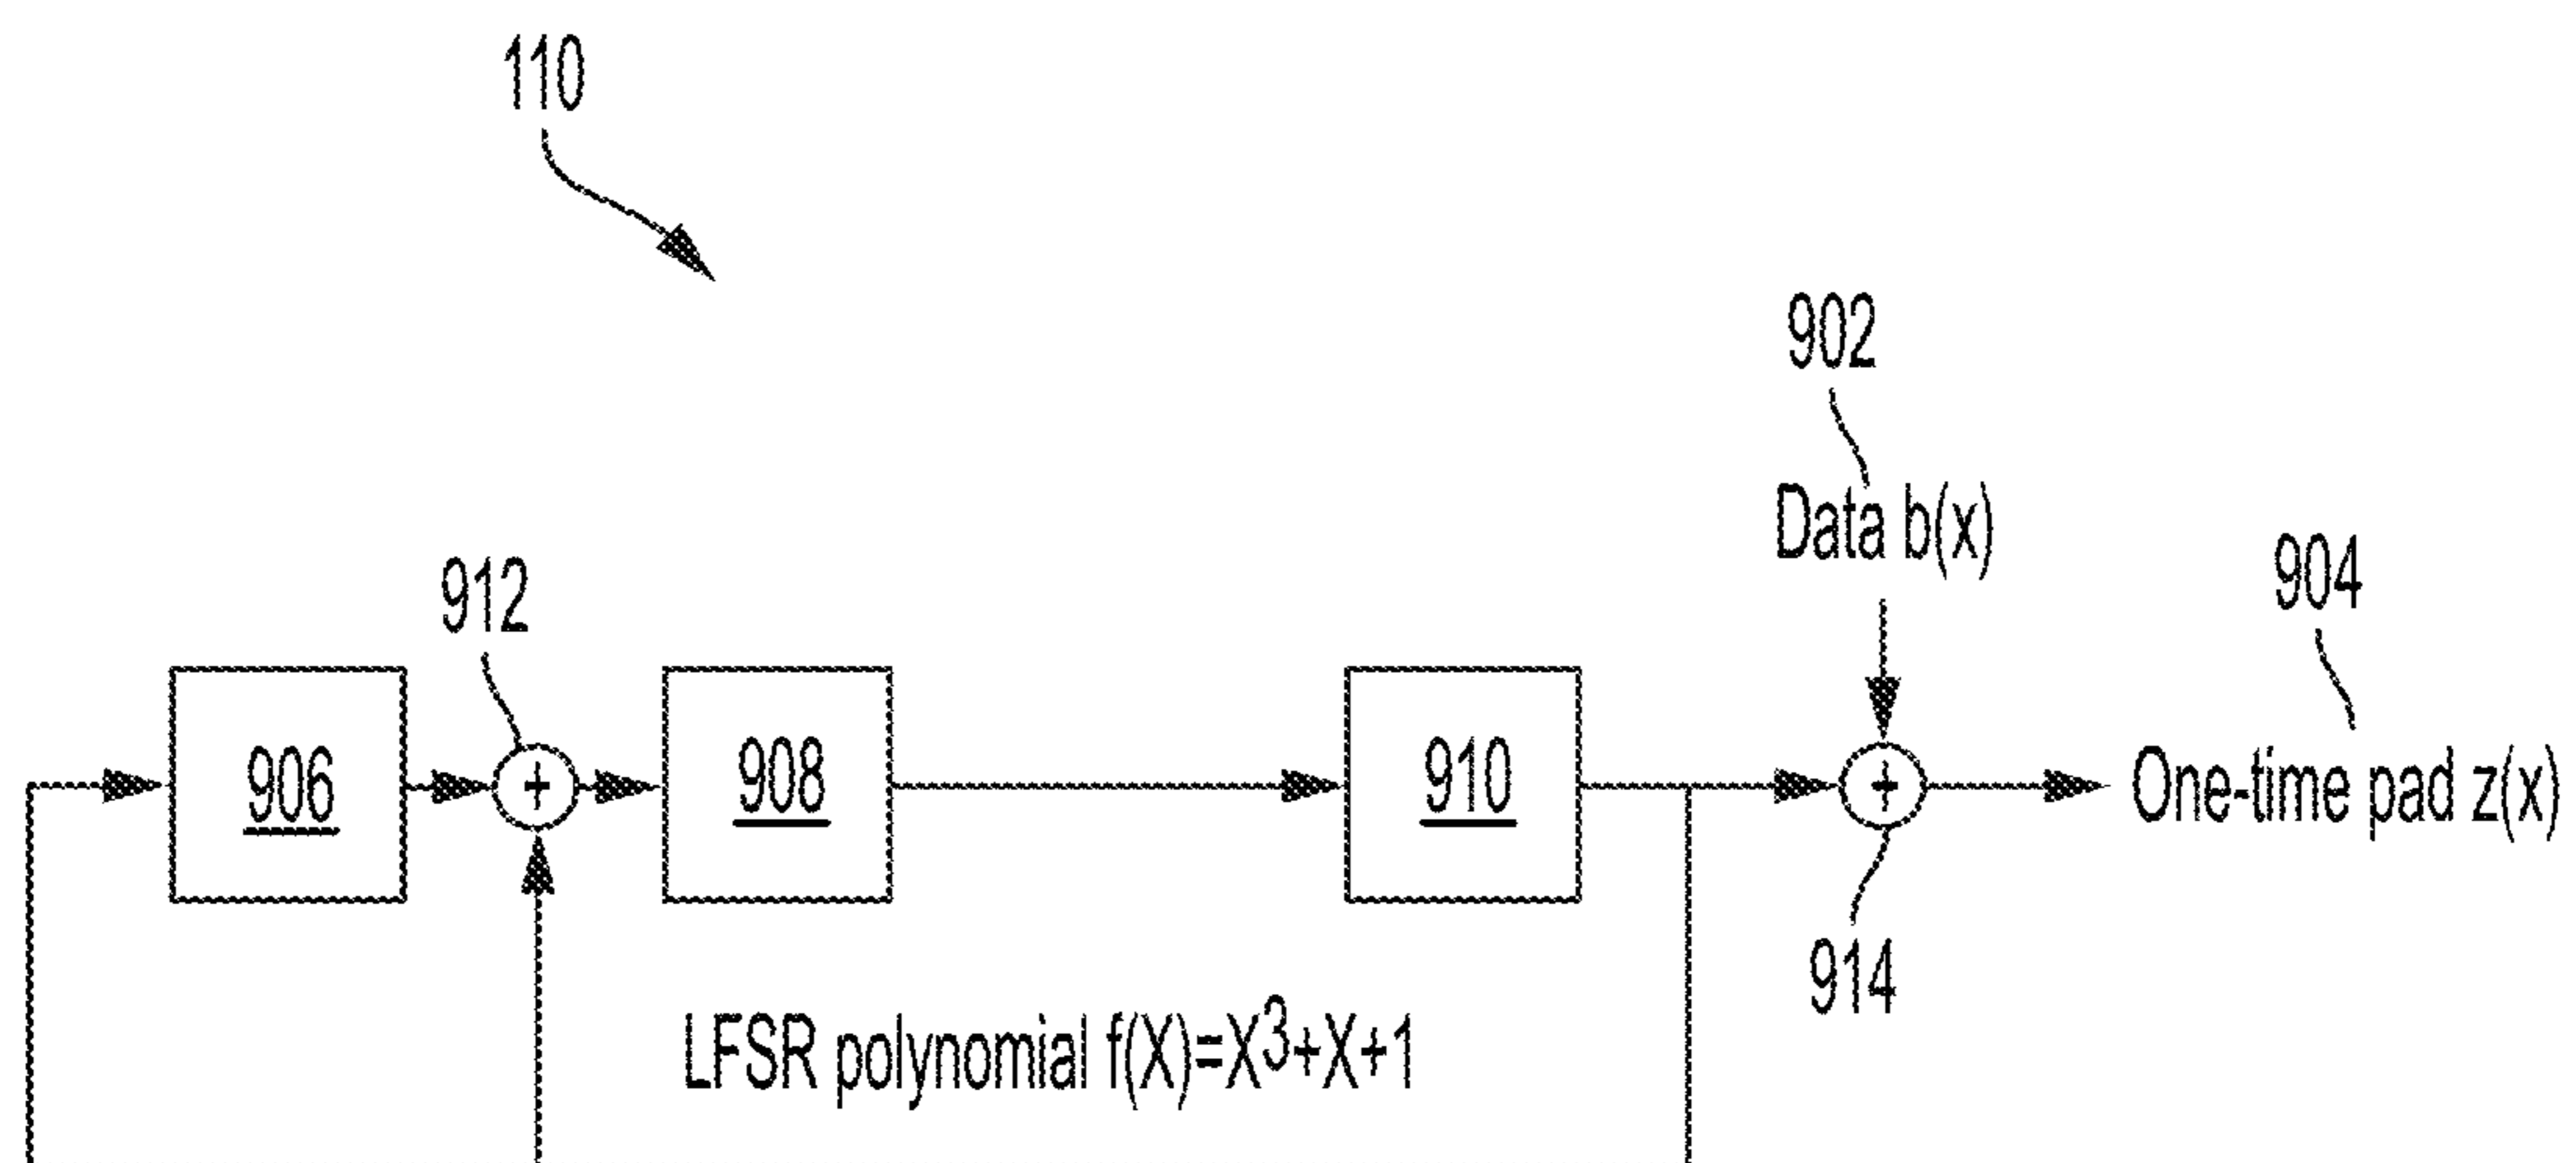 110
902
Data b(x)
904
912
906
908
910
One-time pad z(x)
914
LFSR polynomial f(X)=X³+X+1